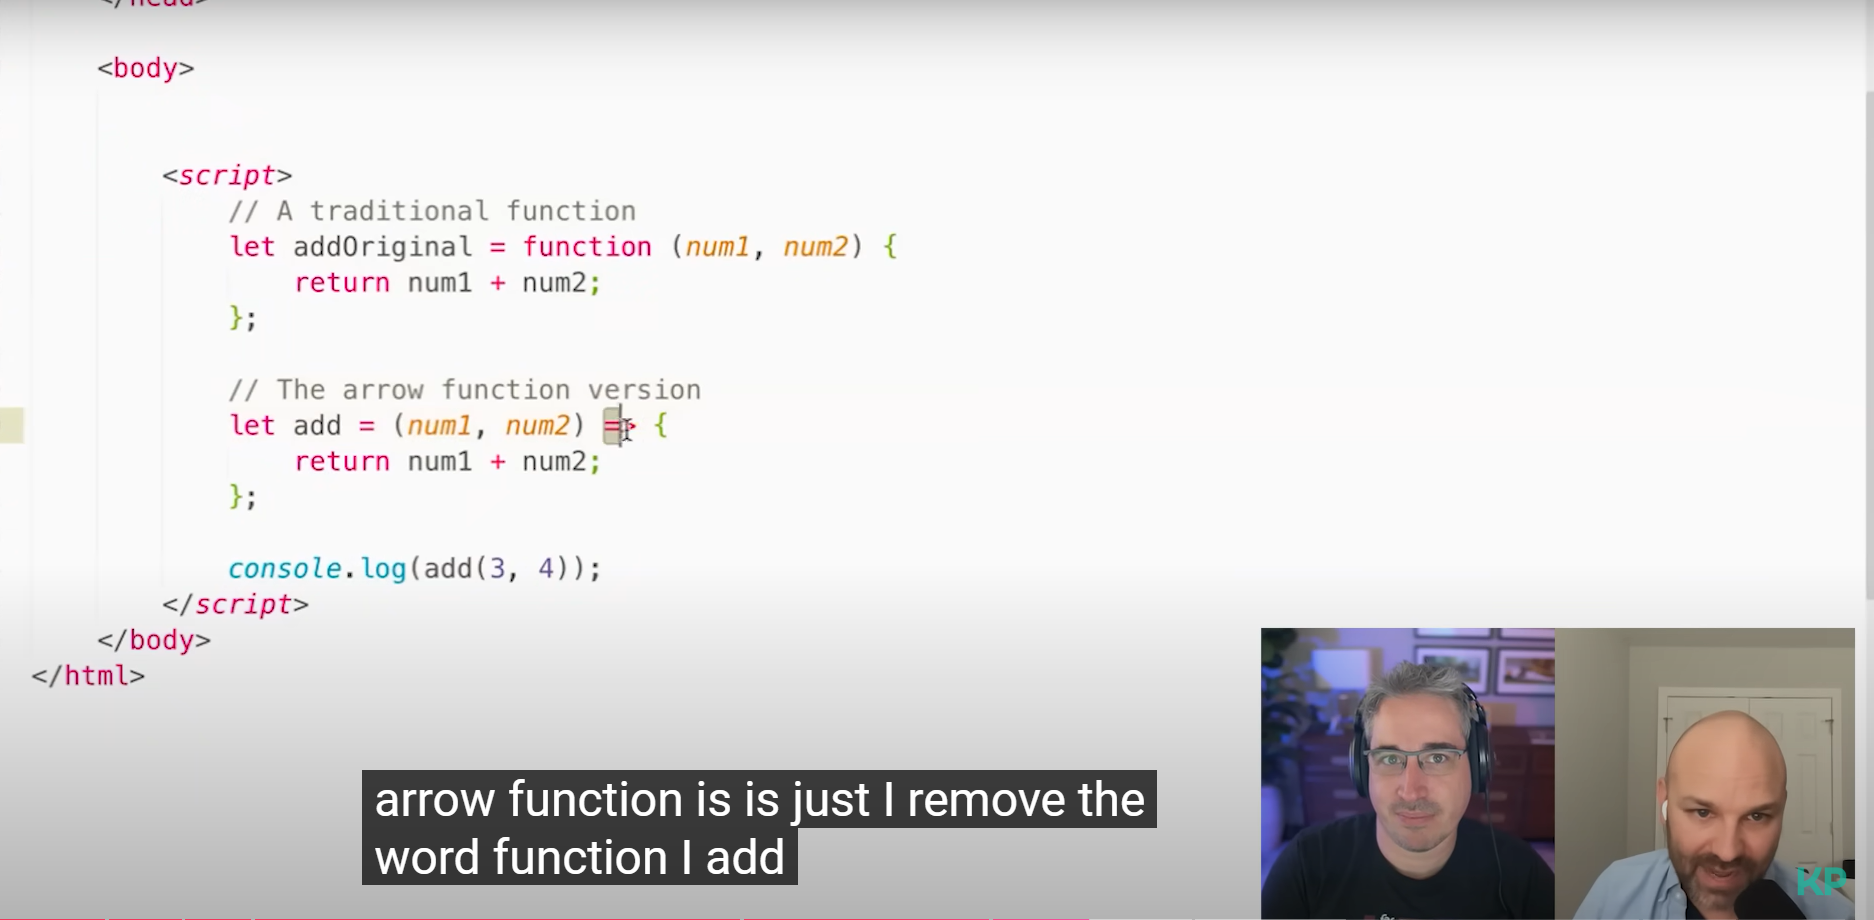 </head>
<body>
<script>
// A traditional function
let addOriginal = function (num1, num2) {
return num1 + num2;
};
// The arrow function version
let add = (num1, num2) => {
return num1 + num2;
};
console.log(add(3, 4));
</script>
</body>
</html>
arrow function is is just I remove the
word function I add
KP